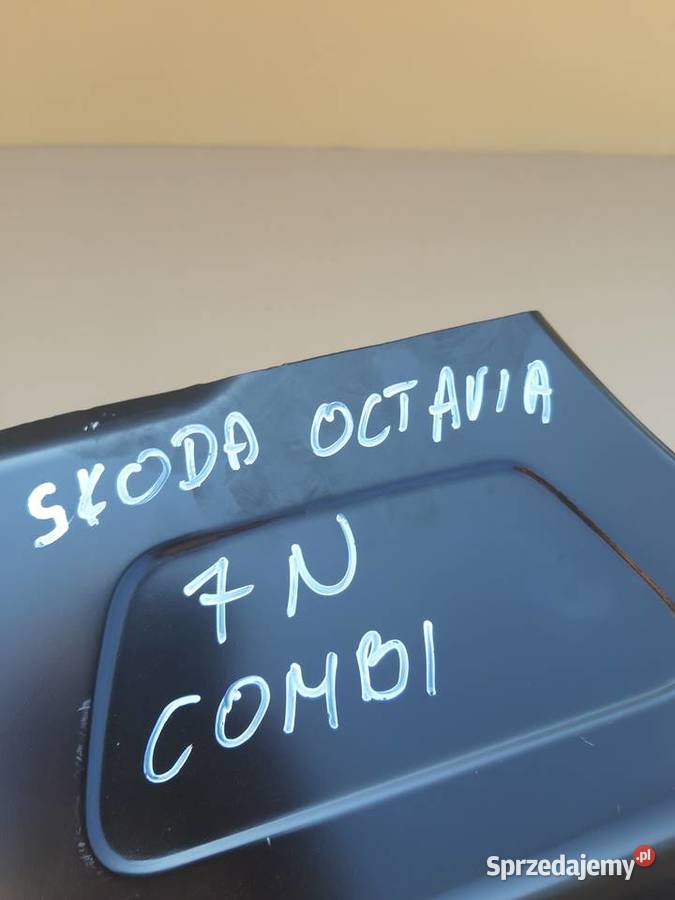 SKODA OCTAVIA
7N
COMBI
Sprzedajemy.pl